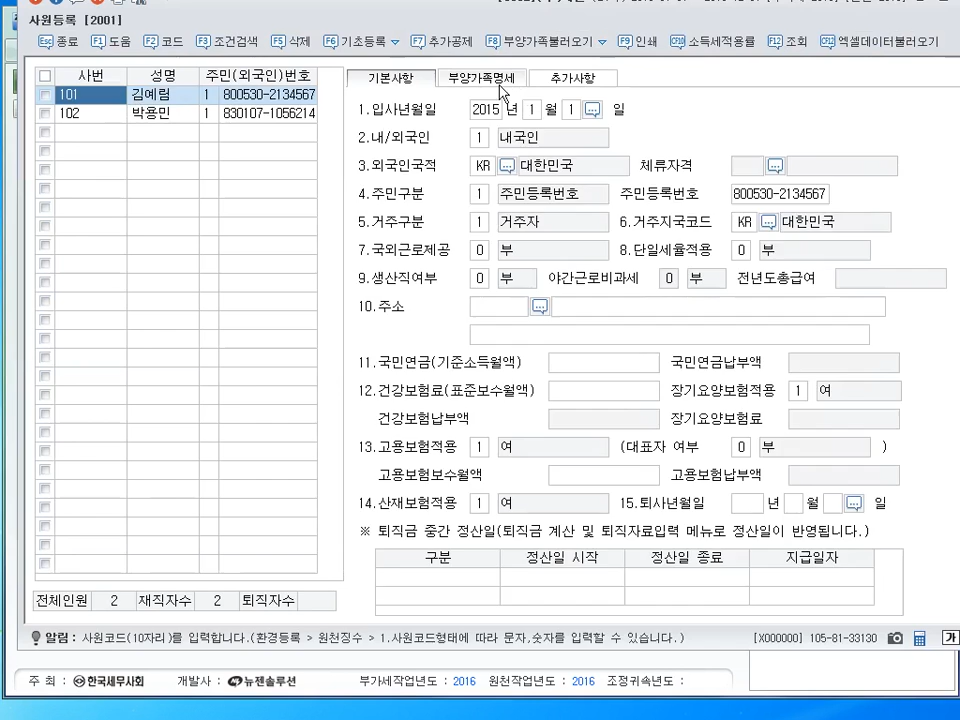 사원등록 [2001]
Esc 종료 F1 도움 F2 코드 F3 조건검색 F5 삭제 F6 기초등록 F7 추가공제 F8 부양가족불러오기 F9 인쇄 CF10 소득세적용률 F12 조회 CF12 엑셀데이터불러오기
사번 성명 주민(외국인)번호
101 김예림 1 800530-2134567
102 박용민 1 830107-1056214
전체인원 2 재직자수 2 퇴직자수
기본사항 부양가족명세 추가사항
1.입사년월일 2015 년 1 월 1 일
2.내/외국인 1 내국인
3.외국인국적 KR 대한민국 체류자격
4.주민구분 1 주민등록번호 주민등록번호 800530-2134567
5.거주구분 1 거주자 6.거주지국코드 KR 대한민국
7.국외근로제공 0 부 8.단일세율적용 0 부
9.생산직여부 0 부 야간근로비과세 0 부 전년도총급여
10.주소
11.국민연금(기준소득월액) 국민연금납부액
12.건강보험료(표준보수월액) 장기요양보험적용 1 여
건강보험납부액 장기요양보험료
13.고용보험적용 1 여 (대표자 여부 0 부 )
고용보험보수월액 고용보험납부액
14.산재보험적용 1 여 15.퇴사년월일 년 월 일
※ 퇴직금 중간 정산일(퇴직금 계산 및 퇴직자료입력 메뉴로 정산일이 반영됩니다.)
구분 정산일 시작 정산일 종료 지급일자
알림 : 사원코드(10자리)를 입력합니다.(환경등록 > 원천징수 > 1.사원코드형태에 따라 문자,숫자를 입력할 수 있습니다.) [X000000] 105-81-33130 가
주 최 : 한국세무사회 개발사 : 뉴젠솔루션 부가세작업년도 : 2016 원천작업년도 : 2016 조정귀속년도 :